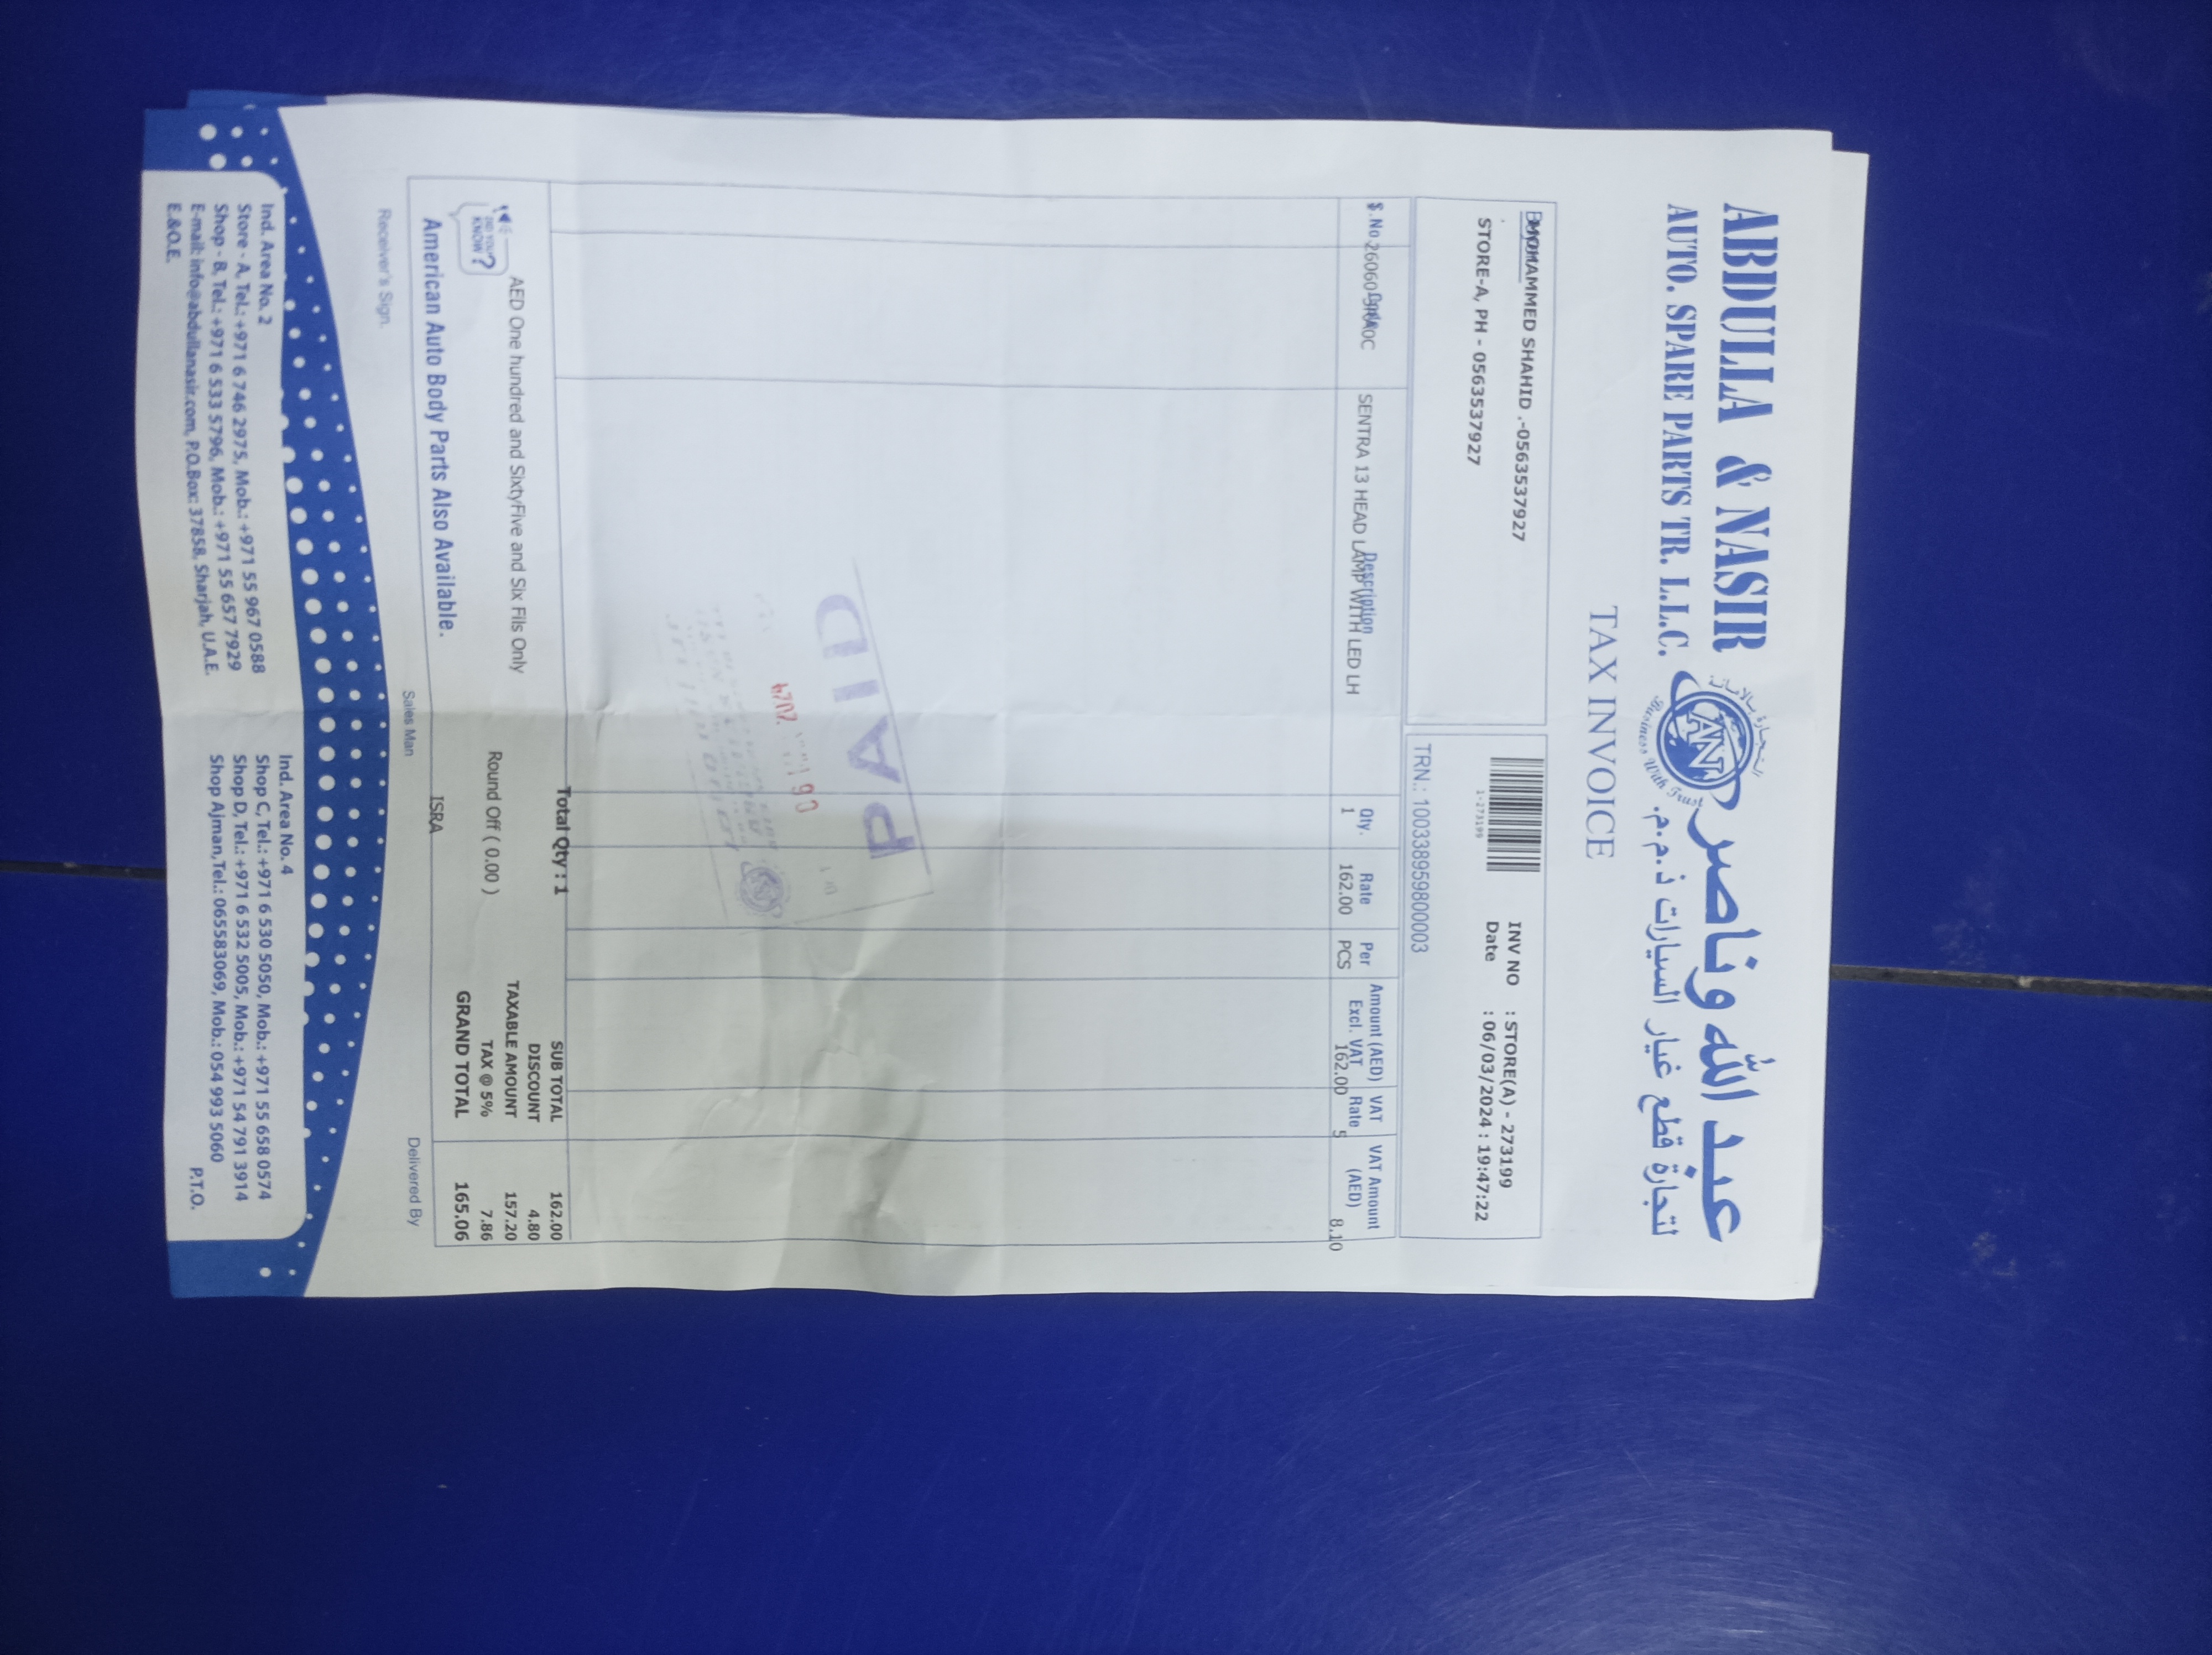 ABDULLA & NASIR
AUTO. SPARE PARTS TR. L.L.C.
عبد الله وناصر
لتجارة قطع غيار السيارات ذ.م.م.
التجارة بالأمانة
AN
Business With Trust
TAX INVOICE
MOHAMMED SHAHID .-0563537927
STORE-A, PH - 0563537927
1-273199
INV NO : STORE(A) - 273199
Date : 06/03/2024 : 19:47:22
TRN.: 100338959800003
S.No Code Description Qty. Rate Per Amount (AED) Excl. VAT VAT Rate VAT Amount (AED)
1 SENTRA 13 HEAD LAMP WITH LED LH 1 162.00 PCS 162.00 5 8.10
PAID
Total Qty : 1
SUB TOTAL 162.00
DISCOUNT 4.80
AED One hundred and SixtyFive and Six Fils Only
TAXABLE AMOUNT 157.20
Round Off ( 0.00 )
TAX @ 5% 7.86
GRAND TOTAL 165.06
DID YOU KNOW?
American Auto Body Parts Also Available.
ISRA
Receiver's Sign.
Sales Man
Delivered By
Ind. Area No. 2
Store - A, Tel.: +971 6 746 2975, Mob.: +971 55 967 0588
Shop - B, Tel.: +971 6 533 5796, Mob.: +971 55 657 7929
E-mail: info@abdullanasir.com, P.O.Box: 37858, Sharjah, U.A.E.
E.&O.E.
Ind. Area No. 4
Shop C, Tel.: +971 6 530 5050, Mob.: +971 55 658 0574
Shop D, Tel.: +971 6 532 5005, Mob.: +971 54 791 3914
Shop Ajman,Tel.: 065583069, Mob.: 054 993 5060
P.T.O.